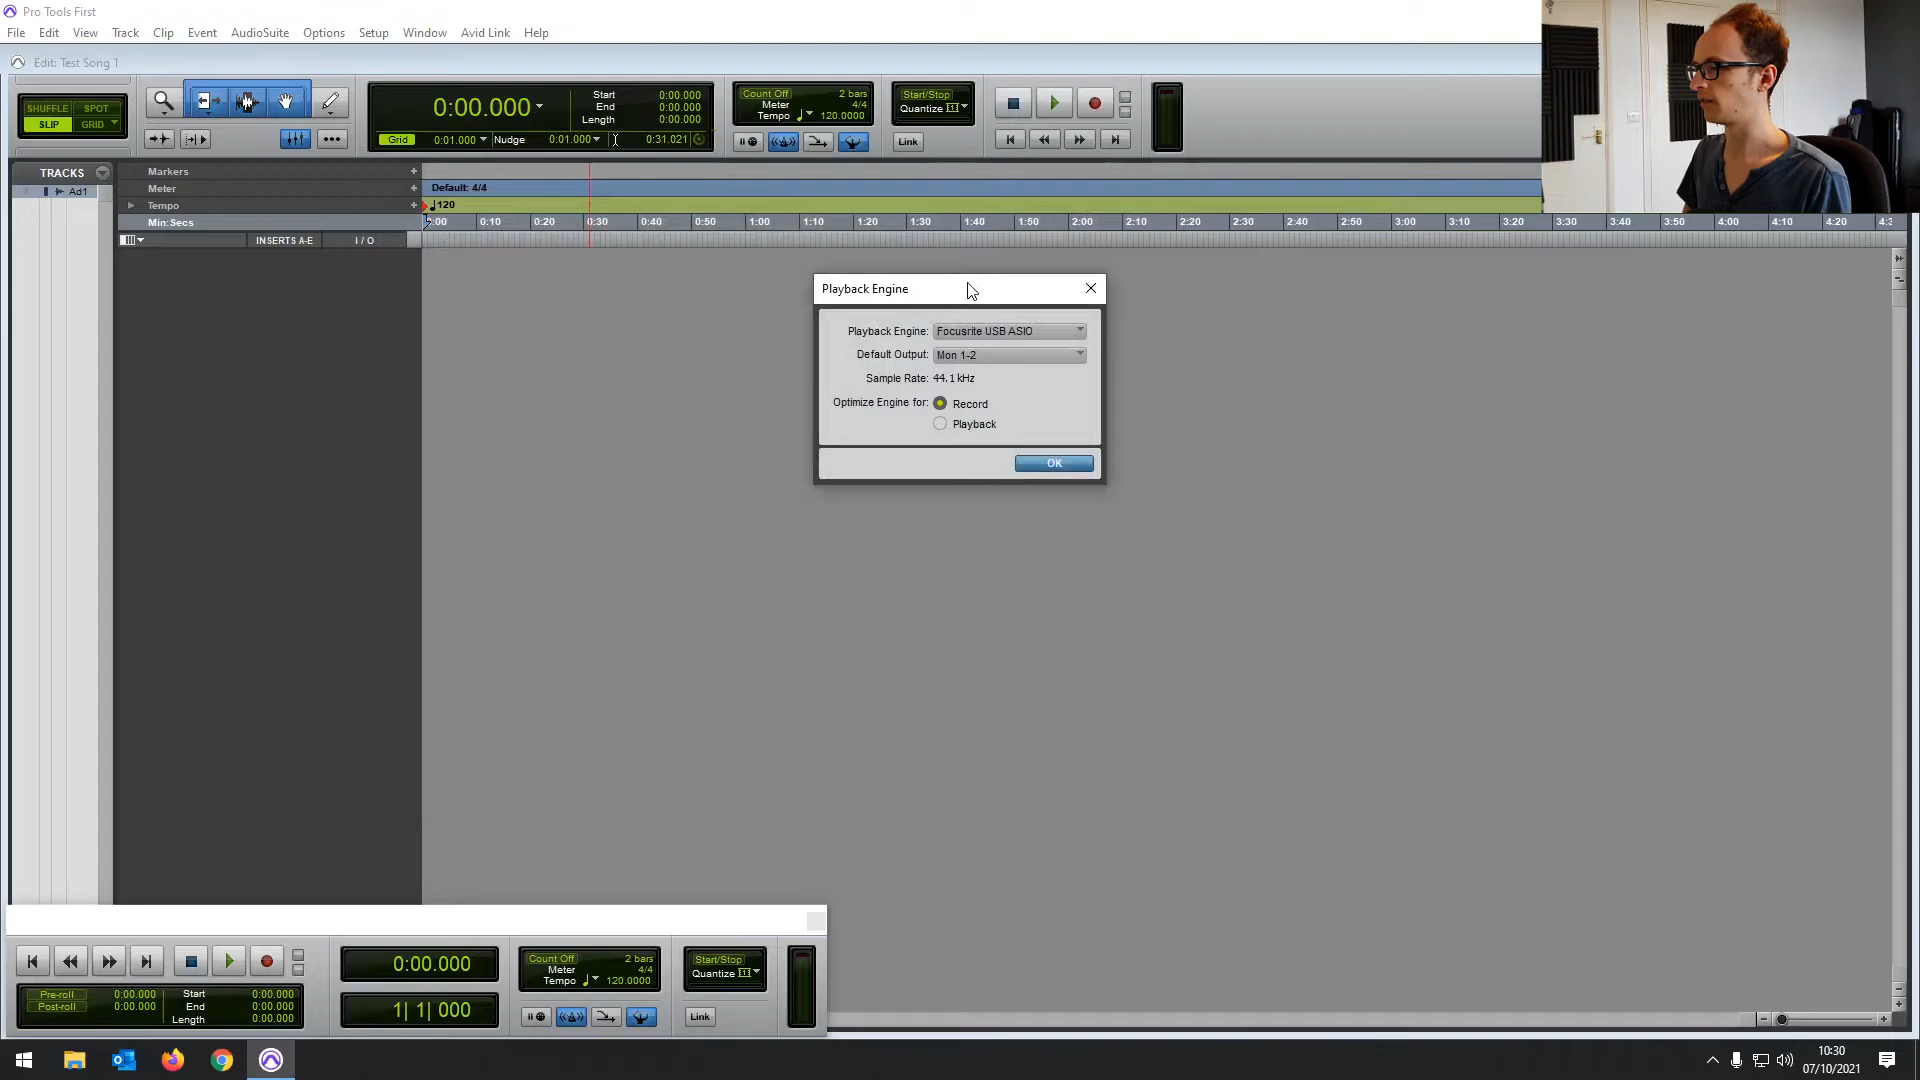 Pro Tools First
File Edit View Track Clip Event AudioSuite Options Setup Window Avid Link Help
Edit: Test Song 1
SHUFFLE SPOT
SLIP GRID
0:00.000
Start 0:00.000
End 0:00.000
Length 0:00.000
Grid 0:01.000 Nudge 0:01.000 0:31.021
Count Off 2 bars
Meter 4/4
Tempo 120.0000
Start/Stop
Quantize
Link
TRACKS
Ad1
Markers
Meter Default: 4/4
Tempo 120
Min:Secs :00 0:10 0:20 0:30 0:40 0:50 1:00 1:10 1:20 1:30 1:40 1:50 2:00 2:10 2:20 2:30 2:40 2:50 3:00 3:10 3:20 3:30 3:40 3:50 4:00 4:10 4:20 4:3
INSERTS A-E I / O
Playback Engine
Playback Engine: Focusrite USB ASIO
Default Output: Mon 1-2
Sample Rate: 44.1 kHz
Optimize Engine for: Record
Playback
OK
0:00.000
Count Off 2 bars
Meter 4/4
Tempo 120.0000
Start/Stop
Quantize
Pre-roll 0:00.000
Post-roll 0:00.000
Start 0:00.000
End 0:00.000
Length 0:00.000
1| 1| 000
Link
10:30
07/10/2021